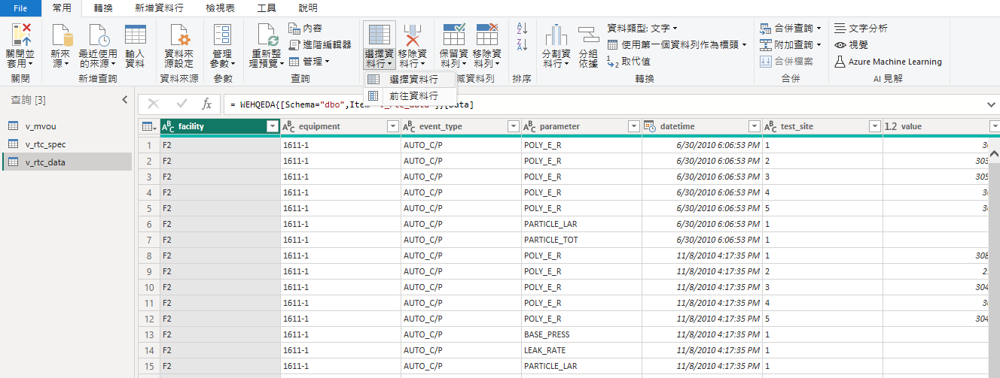 File 常用 轉換 新增資料行 檢視表 工具 說明
關閉並套用 關閉
新來源 最近使用的來源 輸入資料 新增查詢
資料來源設定 資料來源
管理參數 參數
重新整理預覽 內容 進階編輯器 管理 查詢
選擇資料行 移除資料行
選擇資料行
前往資料行
保留資料列 移除資料列 減資料列
排序
分割資料行 分組依據 資料類型: 文字 使用第一個資料列作為標頭 取代值 轉換
合併查詢 附加查詢 合併檔案 合併
文字分析 視覺 Azure Machine Learning AI 見解
查詢 [3]
v_mvou
v_rtc_spec
v_rtc_data
= WEHQEDA{[Schema="dbo",Item="v_rtc_data"]}[Data]
facility equipment event_type parameter datetime test_site 1.2 value
1 F2 1611-1 AUTO_C/P POLY_E_R 6/30/2010 6:06:53 PM 1
2 F2 1611-1 AUTO_C/P POLY_E_R 6/30/2010 6:06:53 PM 2 303
3 F2 1611-1 AUTO_C/P POLY_E_R 6/30/2010 6:06:53 PM 3 305
4 F2 1611-1 AUTO_C/P POLY_E_R 6/30/2010 6:06:53 PM 4
5 F2 1611-1 AUTO_C/P POLY_E_R 6/30/2010 6:06:53 PM 5
6 F2 1611-1 AUTO_C/P PARTICLE_LAR 6/30/2010 6:06:53 PM 1
7 F2 1611-1 AUTO_C/P PARTICLE_TOT 6/30/2010 6:06:53 PM 1
8 F2 1611-1 AUTO_C/P POLY_E_R 11/8/2010 4:17:35 PM 1 308
9 F2 1611-1 AUTO_C/P POLY_E_R 11/8/2010 4:17:35 PM 2
10 F2 1611-1 AUTO_C/P POLY_E_R 11/8/2010 4:17:35 PM 3 304
11 F2 1611-1 AUTO_C/P POLY_E_R 11/8/2010 4:17:35 PM 4
12 F2 1611-1 AUTO_C/P POLY_E_R 11/8/2010 4:17:35 PM 5 304
13 F2 1611-1 AUTO_C/P BASE_PRESS 11/8/2010 4:17:35 PM 1
14 F2 1611-1 AUTO_C/P LEAK_RATE 11/8/2010 4:17:35 PM 1
15 F2 1611-1 AUTO_C/P PARTICLE_LAR 11/8/2010 4:17:35 PM 1